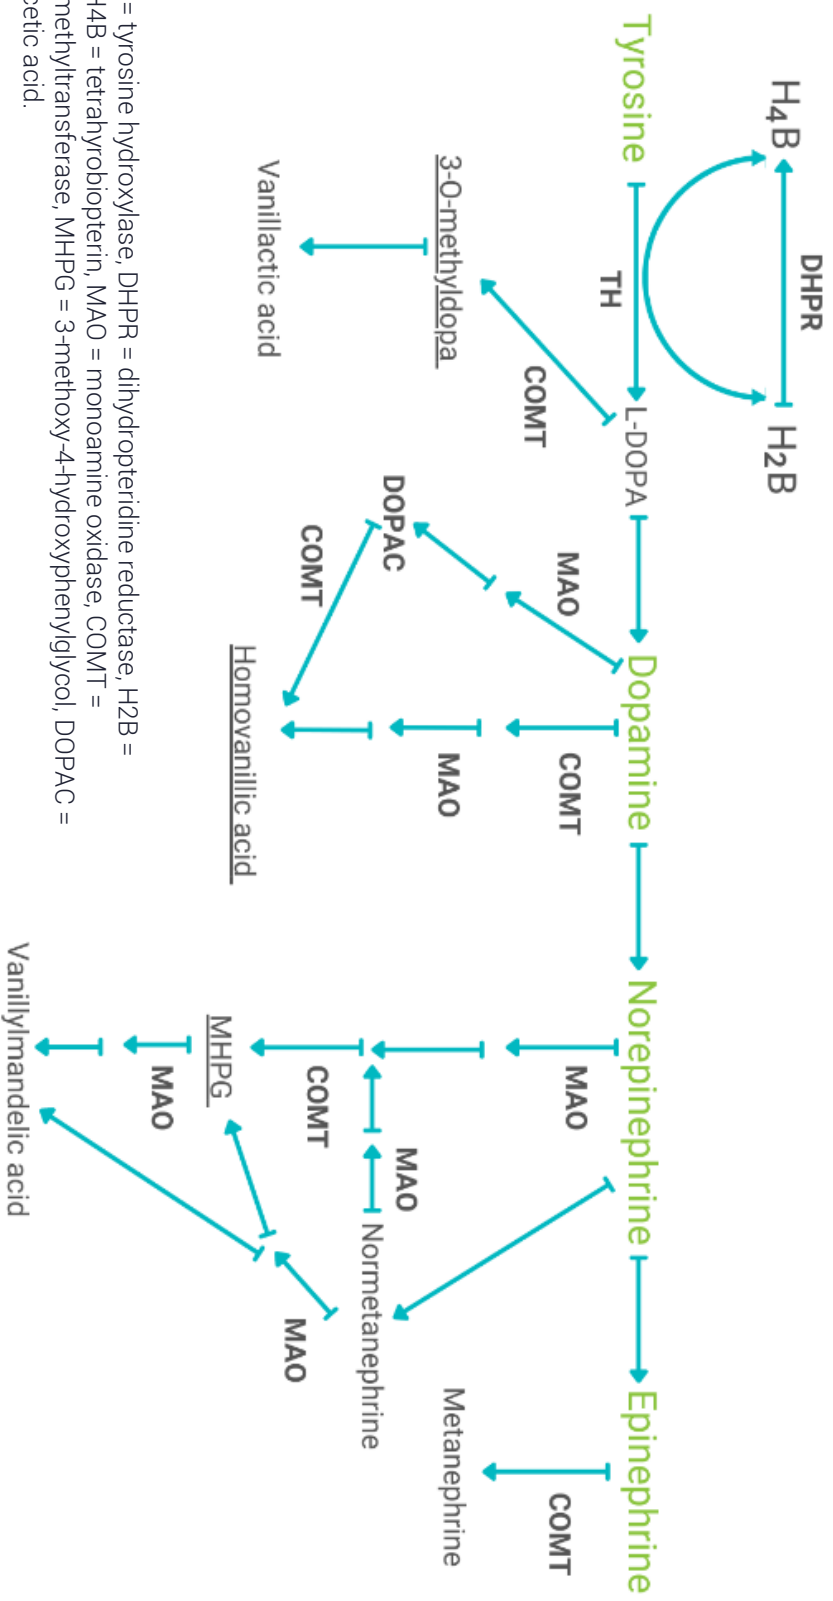 DHPR
H₄B
H₂B
Tyrosine
TH
L-DOPA
Dopamine
Norepinephrine
Epinephrine
COMT
MAO
COMT
MAO
COMT
3-O-methyldopa
DOPAC
MAO
MAO
Normetanephrine
Metanephrine
Vanillactic acid
COMT
COMT
MAO
Homovanillic acid
MHPG
MAO
Vanillylmandelic acid
= tyrosine hydroxylase, DHPR = dihydropteridine reductase, H2B =
H4B = tetrahyrobiopterin, MAO = monoamine oxidase, COMT =
methyltransferase, MHPG = 3-methoxy-4-hydroxyphenylglycol, DOPAC =
cetic acid.